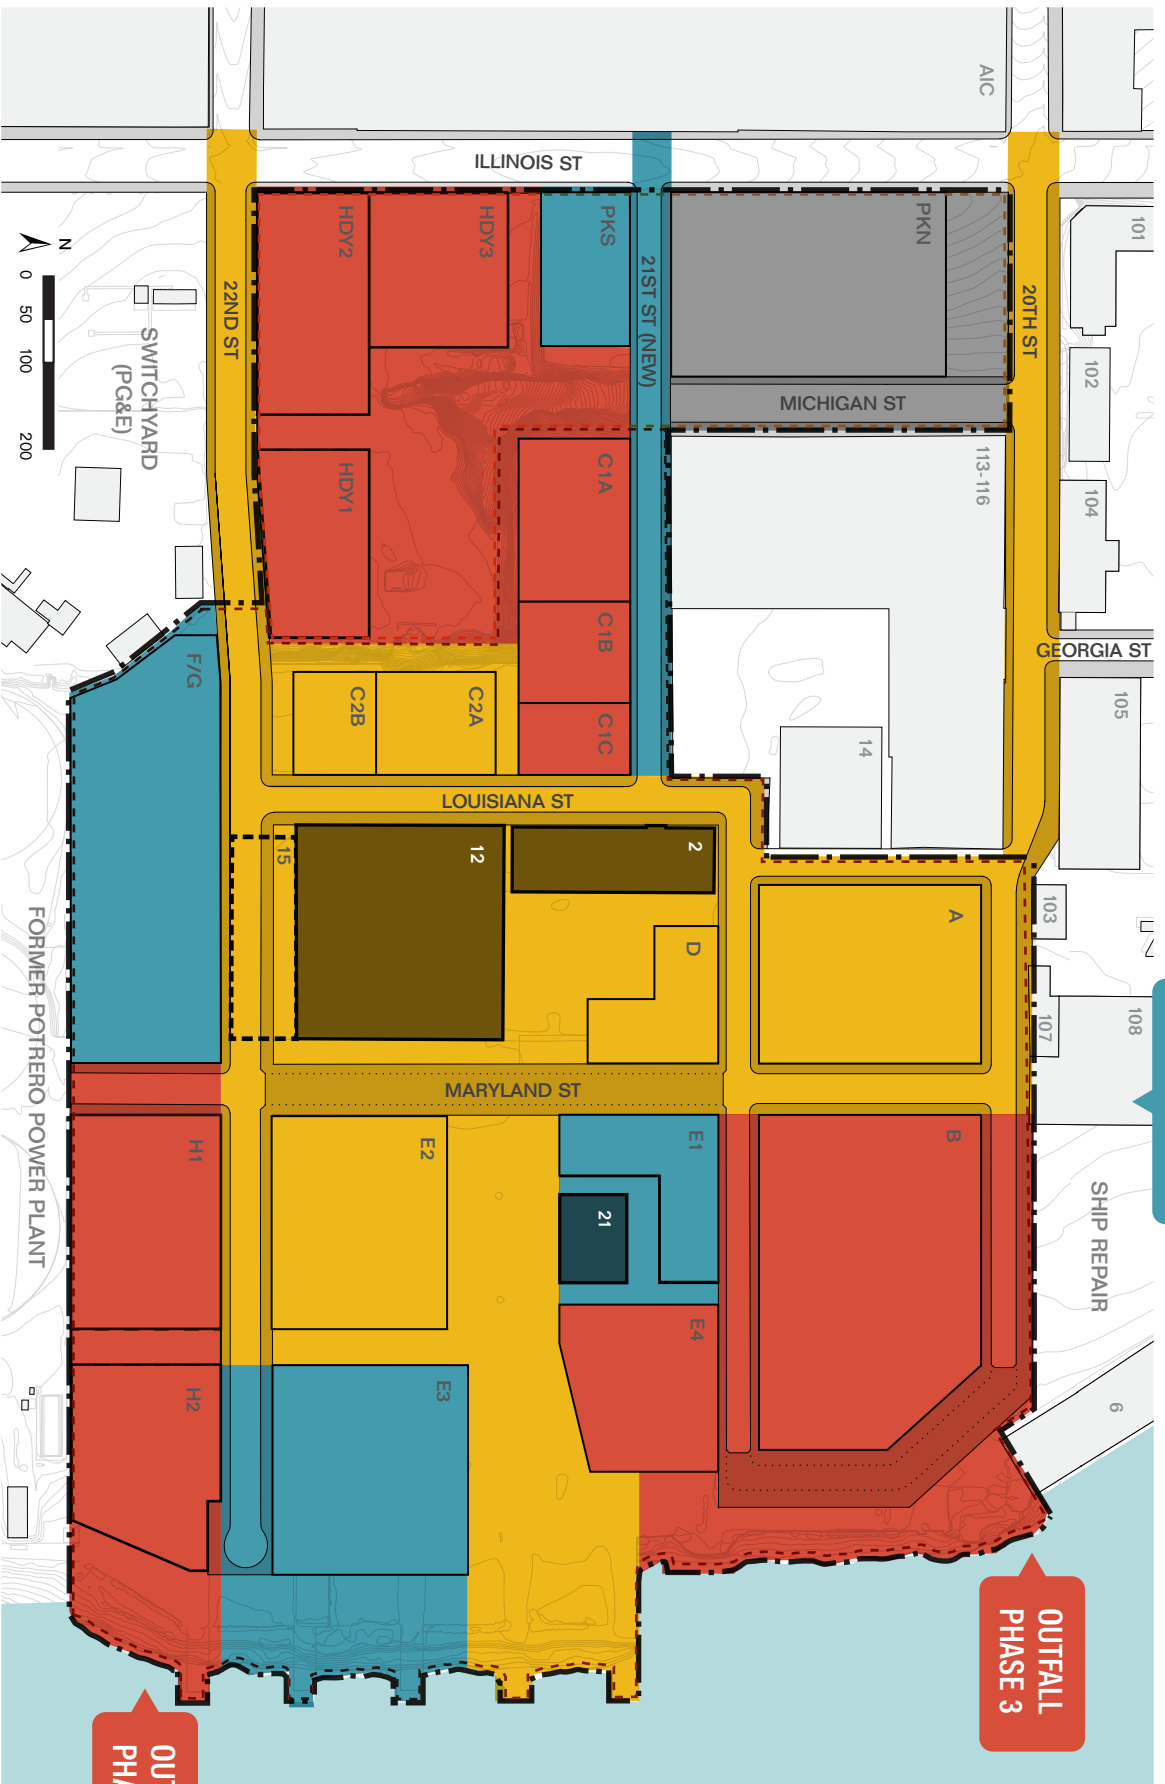 AIC
ILLINOIS ST
101
PKN
PKS
HDY3
HDY2
21ST ST (NEW)
20TH ST
22ND ST
N
0
50
100
200
SWITCHYARD
(PG&E)
102
MICHIGAN ST
104
113-116
C1A
HDY1
C1B
GEORGIA ST
F/G
105
C1C
C2A
C2B
14
LOUISIANA ST
2
12
15
A
103
D
107
108
FORMER POTRERO POWER PLANT
MARYLAND ST
B
E1
E2
H1
SHIP REPAIR
21
E4
E3
H2
6
OUTFALL
PHASE 3